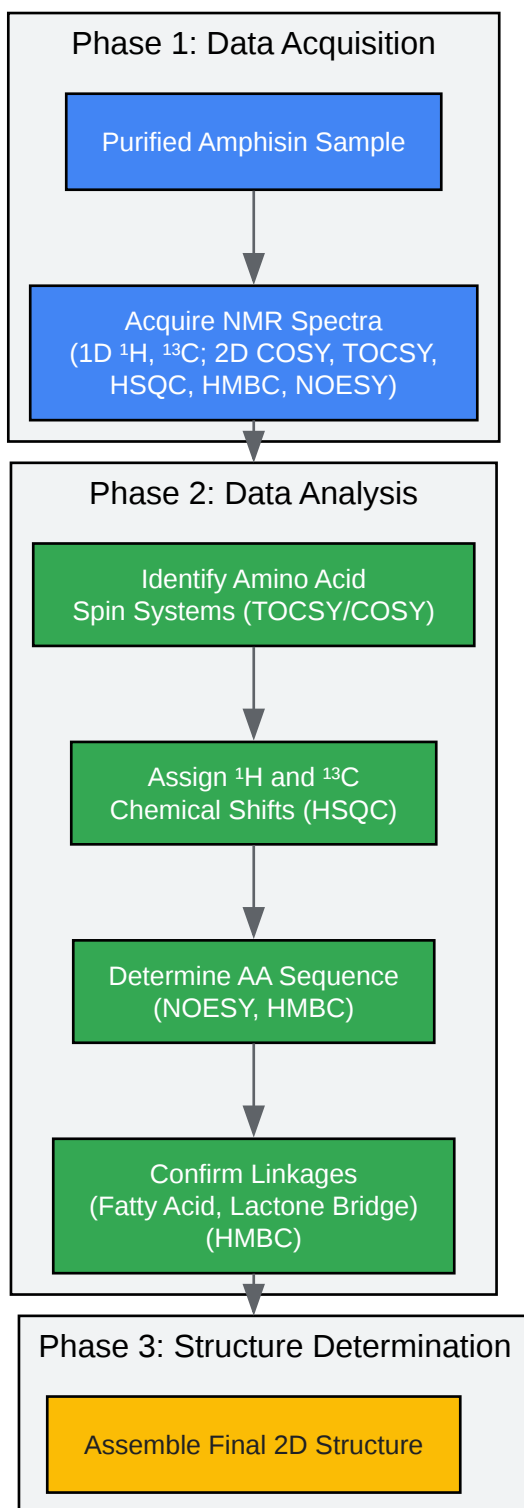 Phase 1: Data Acquisition
Purified Amphisin Sample
Acquire NMR Spectra
(1D ¹H, ¹³C; 2D COSY, TOCSY,
HSQC, HMBC, NOESY)
Phase 2: Data Analysis
Identify Amino Acid
Spin Systems (TOCSY/COSY)
Assign ¹H and ¹³C
Chemical Shifts (HSQC)
Determine AA Sequence
(NOESY, HMBC)
Confirm Linkages
(Fatty Acid, Lactone Bridge)
(HMBC)
Phase 3: Structure Determination
Assemble Final 2D Structure